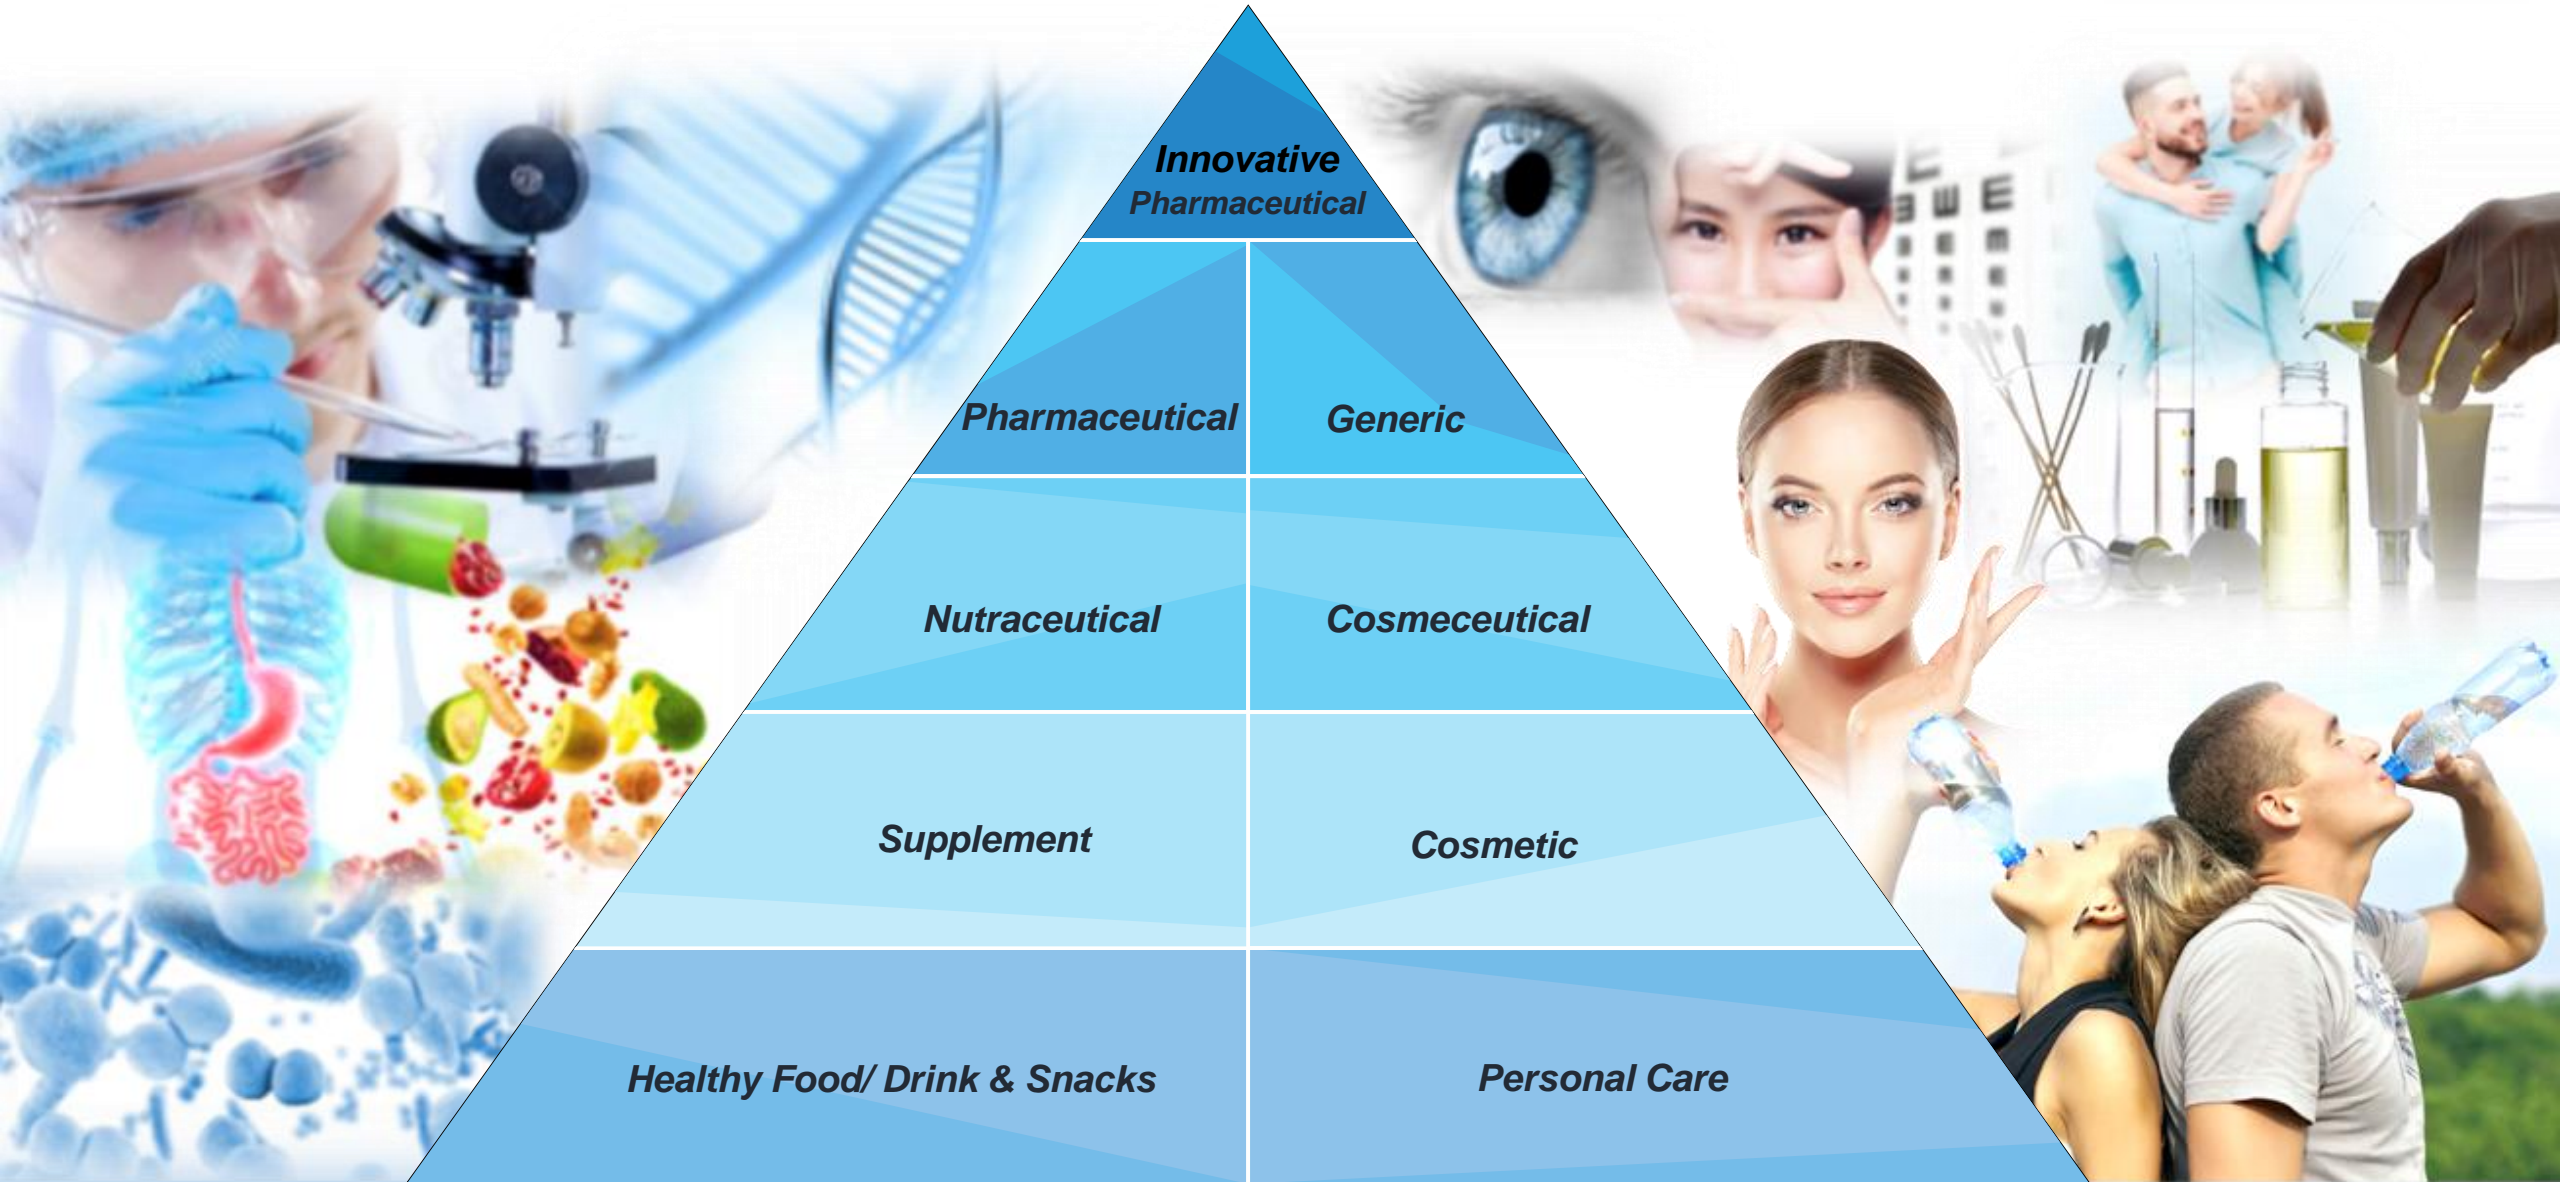 Innovative
Pharmaceutical
Pharmaceutical
Generic
Nutraceutical
Cosmeceutical
Supplement
Cosmetic
Healthy Food/ Drink & Snacks
Personal Care